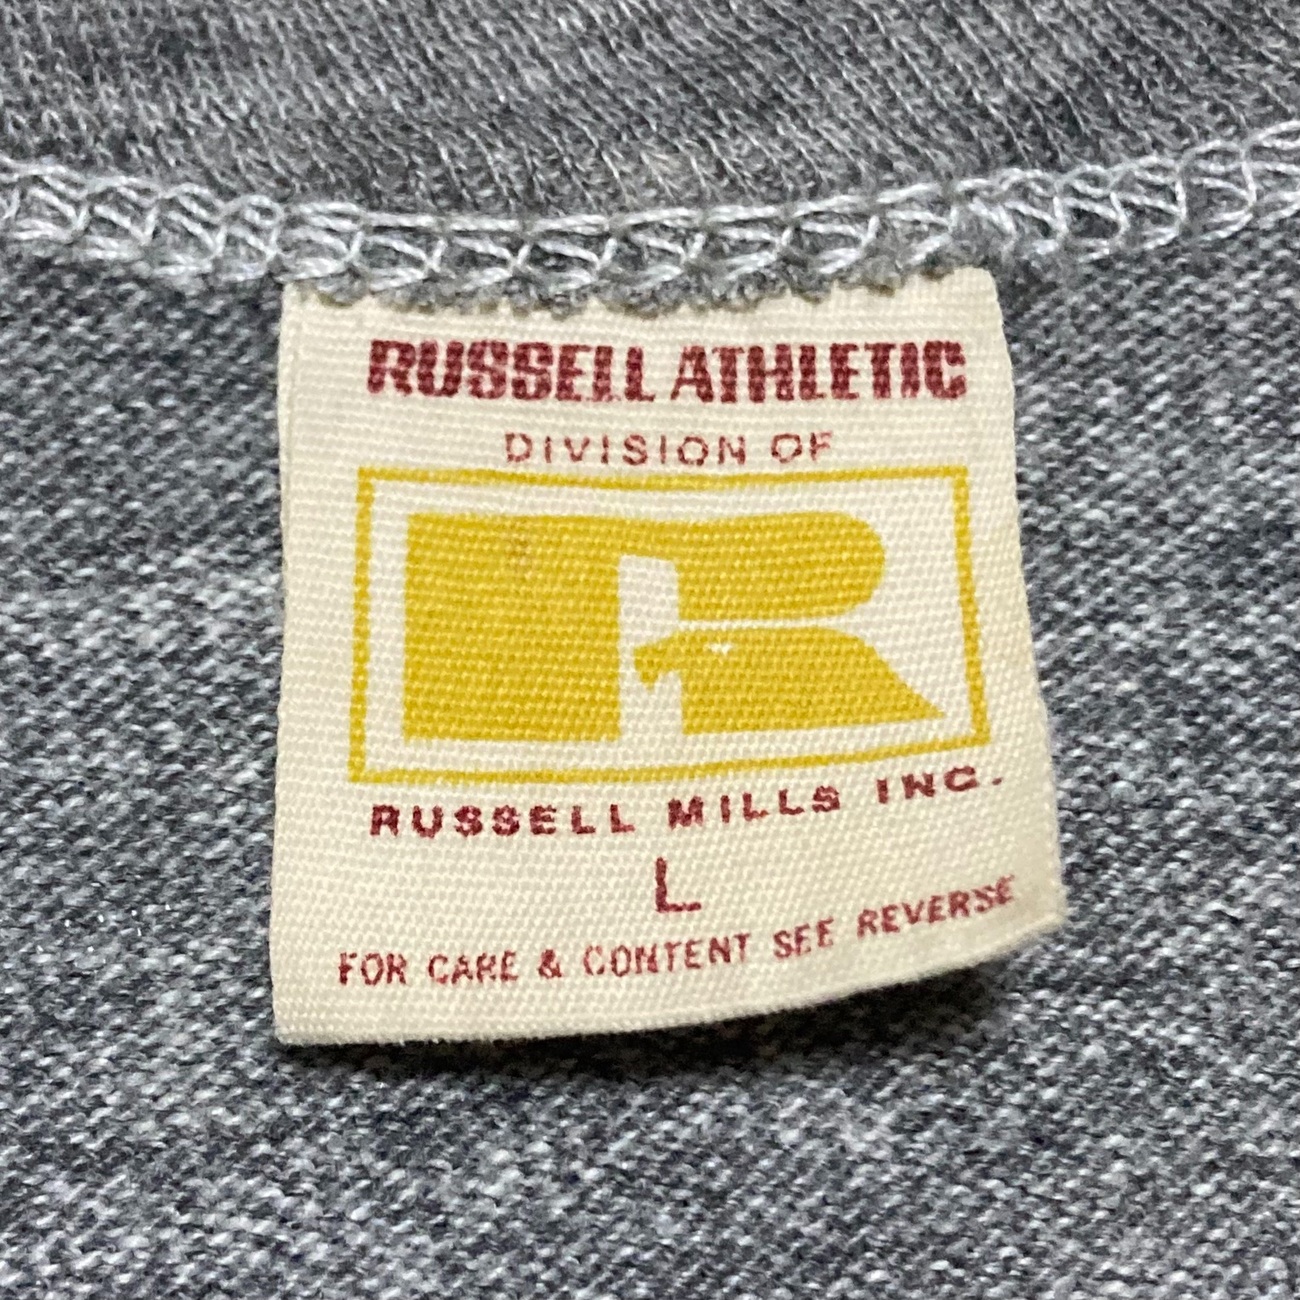 RUSSELL ATHLETIC
DIVISION OF
R
RUSSELL MILLS INC.
L
FOR CARE & CONTENT SEE REVERSE